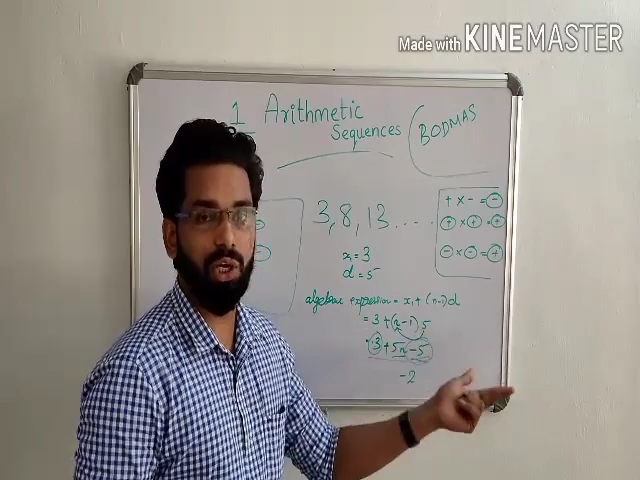 Made with KINEMASTER
1 Arithmetic
Sequences
BODMAS
3, 8, 13 ....
x₁ = 3
d = 5
algebraic expression = x₁ + (n-1)d
= 3 + (n-1)5
= 3 + 5n - 5
-2
+ × - = -
+ × + = +
- × - = +